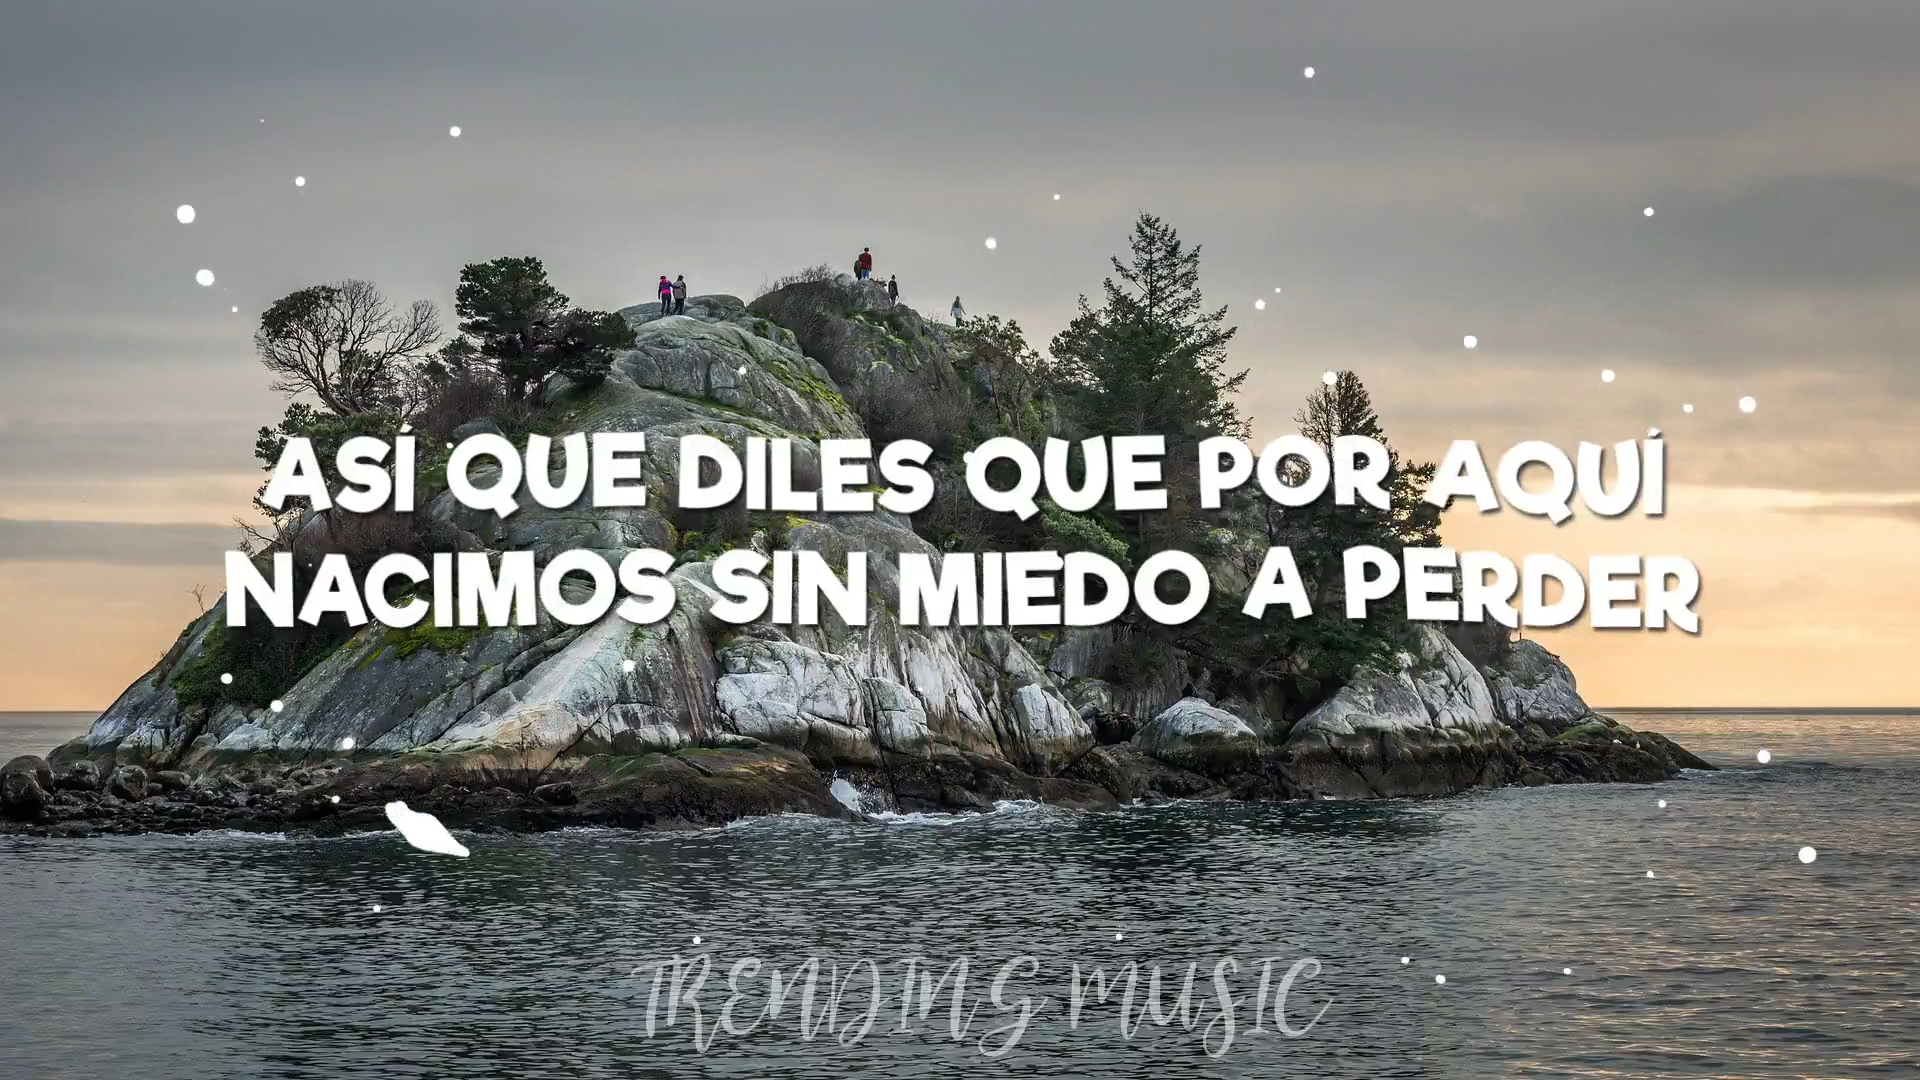 ASÍ QUE DILES QUE POR AQUÍ
NACIMOS SIN MIEDO A PERDER
TRENDING MUSIC